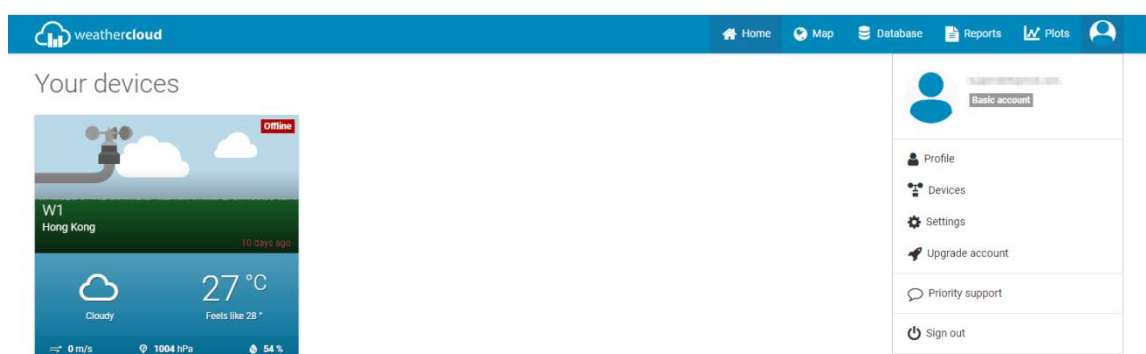 weathercloud
Home Map Database Reports Plots
Your devices
Offline
W1
Hong Kong
10 days ago
Cloudy
27 °C
Feels like 28 °
0 m/s 1004 hPa 54 %
Basic account
Profile
Devices
Settings
Upgrade account
Priority support
Sign out